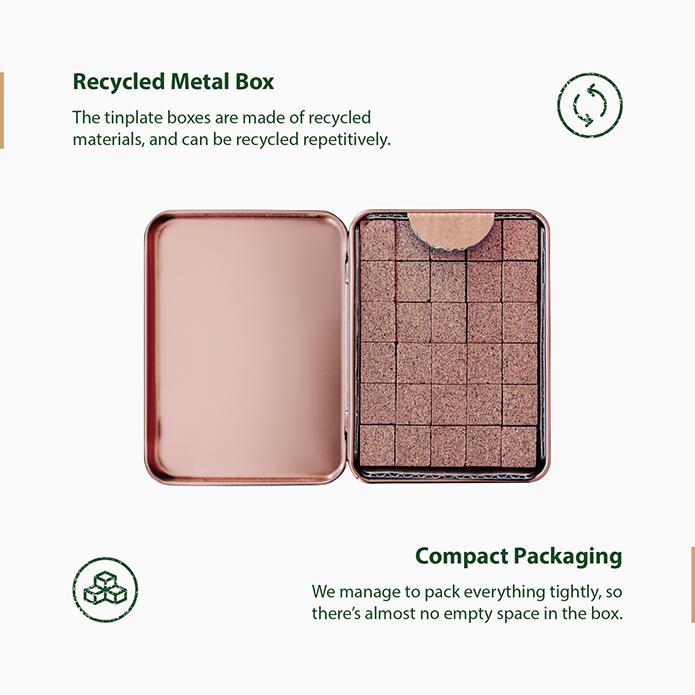 Recycled Metal Box
The tinplate boxes are made of recycled
materials, and can be recycled repetitively.
Compact Packaging
We manage to pack everything tightly, so
there’s almost no empty space in the box.